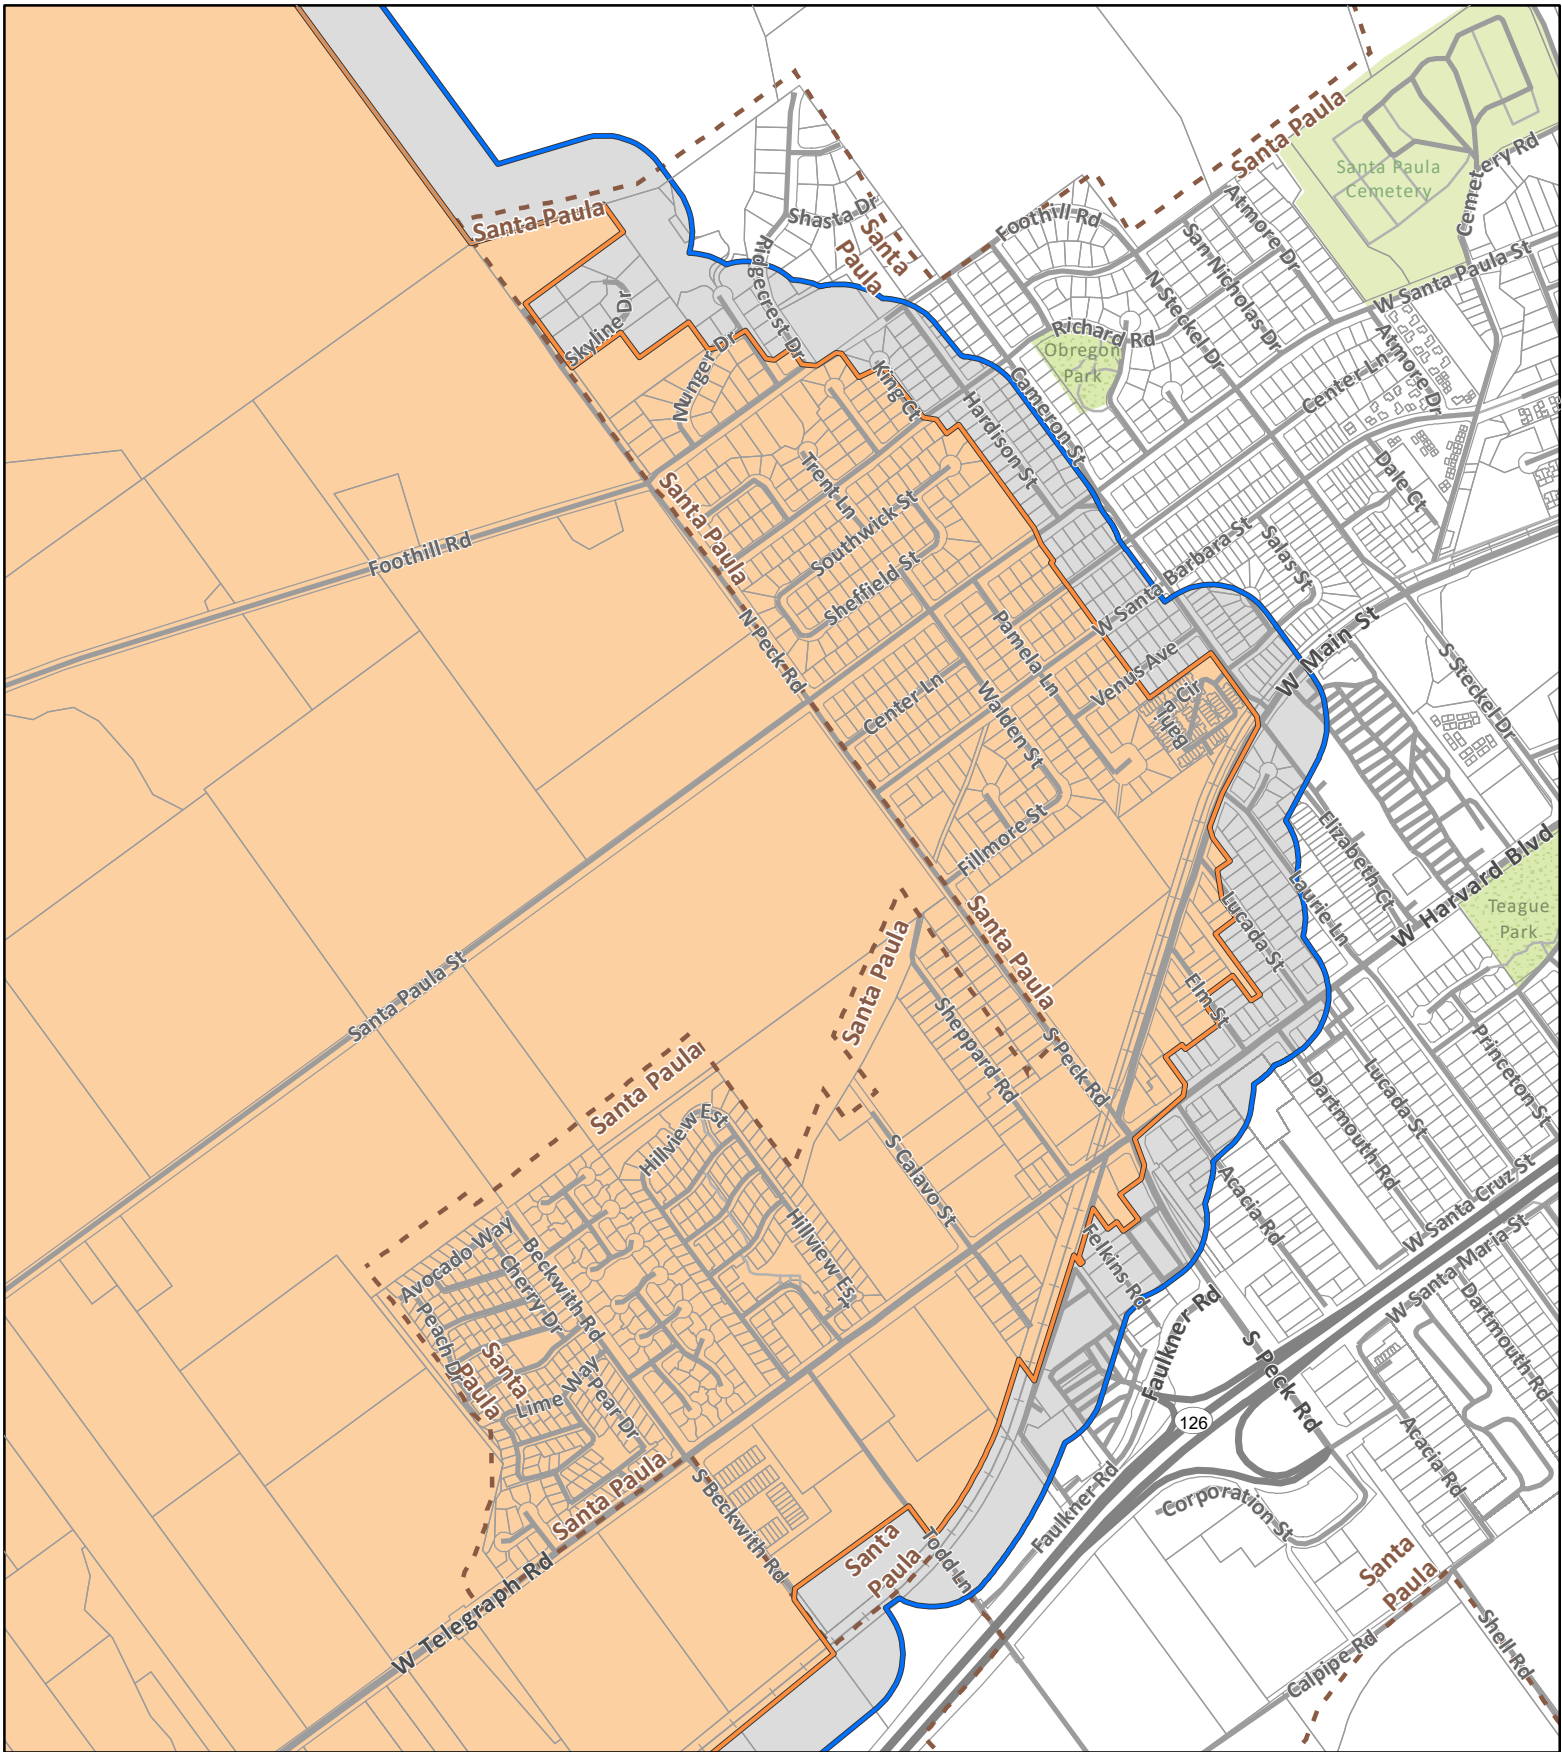 Santa Paula
Cemetery
Cemetery Rd
Santa Paula
Santa Paula
Shasta Dr
Santa
Paula
Foothill Rd
Atmore Dr
San Nicholas Dr
N Steckel Dr
W Santa Paula St
Ridgecrest Dr
Skyline Dr
Munger Dr
King Ct
Richard Rd
Obregon
Park
Cameron St
Hardison St
Atmore Dr
Center Ln
Dale Ct
Santa Paula
Trent Ln
Southwick St
Sheffield St
Foothill Rd
N Peck Rd
W Santa Barbara St
Salas St
Pamela Ln
Venus Ave
Bahia Cir
W Main St
S Steckel Dr
Center Ln
Walden St
Fillmore St
Elizabeth Ct
Laurie Ln
W Harvard Blvd
Teague
Park
Lucada St
Santa Paula
Santa Paula
Elm St
Santa Paula St
Sheppard Rd
S Peck Rd
Santa Paula
Princeton St
Lucada St
Dartmouth Rd
Hillview Est
S Calavo St
Acacia Rd
W Santa Cruz St
W Santa Maria St
Hillview Est
Felkins Rd
Avocado Way
Beckwith Rd
Cherry Dr
Peach Dr
Santa
Paula
Lime Way
Pear Dr
Faulkner Rd
S Peck Rd
Dartmouth Rd
126
Acacia Rd
Santa Paula
S Beckwith Rd
Faulkner Rd
Corporation St
W Telegraph Rd
Santa
Paula
Todd Ln
Santa
Paula
Calpipe Rd
Shell Rd